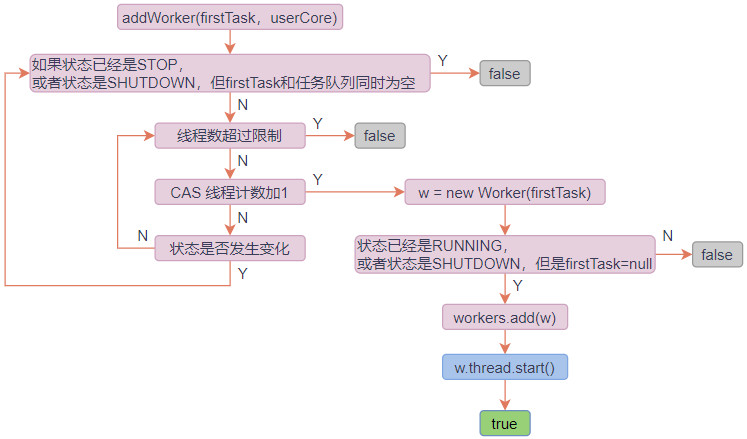 addWorker(firstTask, userCore)
如果状态已经是STOP，
或者状态是SHUTDOWN，但firstTask和任务队列同时为空
Y
false
N
线程数超过限制
Y
false
N
CAS 线程计数加1
Y
w = new Worker(firstTask)
N
状态是否发生变化
N
Y
状态已经是RUNNING，
或者状态是SHUTDOWN，但是firstTask=null
N
false
Y
workers.add(w)
w.thread.start()
true